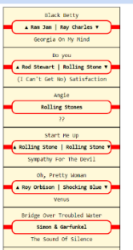 Black Betty
▲ Ram Jam | Ray Charles ▼
Georgia On My Mind
Do you
▲ Rod Stewart | Rolling Stone ▼
(I Can't Get No) Satisfaction
Angie
Rolling Stones
??
Start Me Up
▲ Rolling Stone | Rolling Stone ▼
Sympathy For The Devil
Oh, Pretty Woman
▲ Roy Orbison | Shocking Blue ▼
Venus
Bridge Over Troubled Water
Simon & Garfunkel
The Sound Of Silence